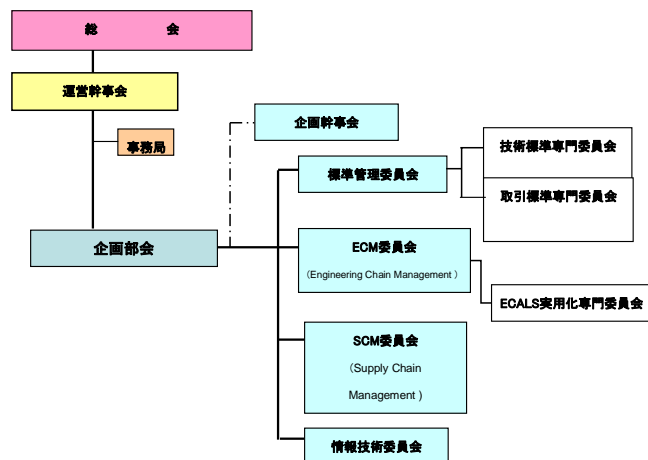 総　　　会
運営幹事会
事務局
企画幹事会
技術標準専門委員会
標準管理委員会
取引標準専門委員会
企画部会
ECM委員会
（Engineering Chain Management ）
ECALS実用化専門委員会
SCM委員会
（Supply Chain
Management ）
情報技術委員会